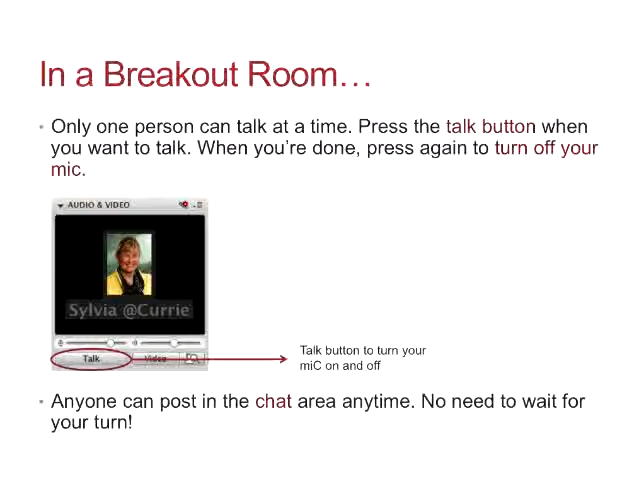 In a Breakout Room…
• Only one person can talk at a time. Press the talk button when
you want to talk. When you're done, press again to turn off your
mic.
AUDIO & VIDEO
Sylvia @Currie
Talk
Video
Talk button to turn your
miC on and off
• Anyone can post in the chat area anytime. No need to wait for
your turn!